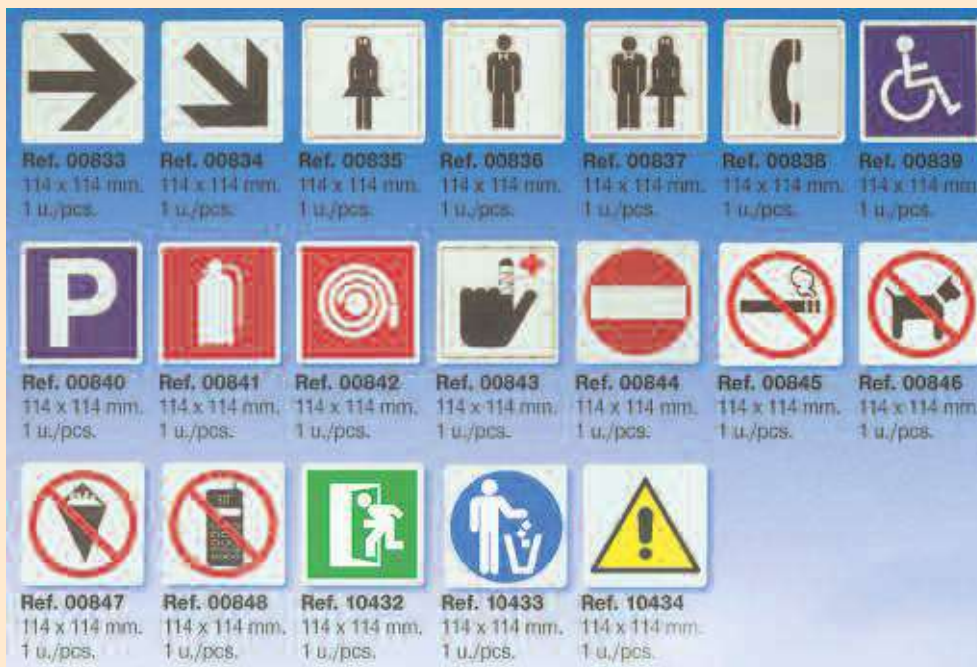 Ref. 00833
114 x 114 mm.
1 u./pcs.
Ref. 00834
114 x 114 mm.
1 u./pcs.
Ref. 00835
114 x 114 mm.
1 u./pcs.
Ref. 00836
114 x 114 mm.
1 u./pcs.
Ref. 00837
114 x 114 mm.
1 u./pcs.
Ref. 00838
114 x 114 mm.
1 u./pcs.
Ref. 00839
114 x 114 mm.
1 u./pcs.
P
Ref. 00840
114 x 114 mm.
1 u./pcs.
Ref. 00841
114 x 114 mm.
1 u./pcs.
Ref. 00842
114 x 114 mm.
1 u./pcs.
Ref. 00843
114 x 114 mm.
1 u./pcs.
Ref. 00844
114 x 114 mm.
1 u./pcs.
Ref. 00845
114 x 114 mm.
1 u./pcs.
Ref. 00846
114 x 114 mm.
1 u./pcs.
Ref. 00847
114 x 114 mm.
1 u./pcs.
Ref. 00848
114 x 114 mm.
1 u./pcs.
Ref. 10432
114 x 114 mm.
1 u./pcs.
Ref. 10433
114 x 114 mm.
1 u./pcs.
Ref. 10434
114 x 114 mm.
1 u./pcs.